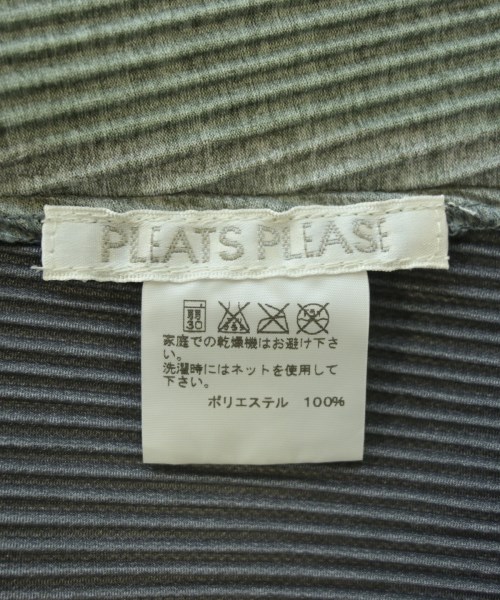 PLEATS PLEASE
家庭での乾燥機はお避け下さ
い。
洗濯時にはネットを使用して
下さい。
ポリエステル 100%